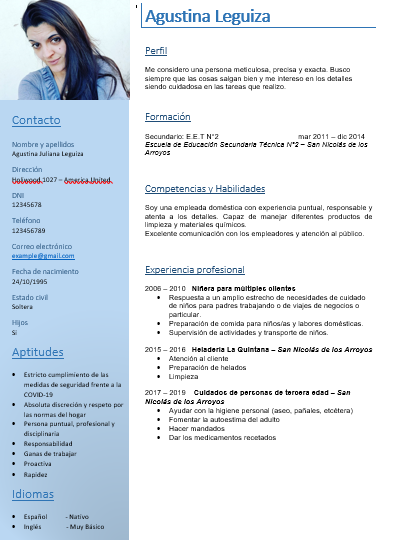 Agustina Leguiza
Perfil
Me considero una persona meticulosa, precisa y exacta. Busco
siempre que las cosas salgan bien y me intereso en los detalles
siendo cuidadosa en las tareas que realizo.
Formación
Secundario: E.E.T N°2 mar 2011 – dic 2014
Escuela de Educación Secundaria Técnica N°2 – San Nicolás de los
Arroyos
Competencias y Habilidades
Soy una empleada doméstica con experiencia puntual, responsable y
atenta a los detalles. Capaz de manejar diferentes productos de
limpieza y materiales químicos.
Excelente comunicación con los empleadores y atención al público.
Experiencia profesional
2006 – 2010 Niñera para múltiples clientes
• Respuesta a un amplio estrecho de necesidades de cuidado
de niños para padres trabajando o de viajes de negocios o
particular.
• Preparación de comida para niños/as y labores domésticas.
• Supervisión de actividades y transporte de niños.
2015 – 2016 Heladería La Quintana – San Nicolás de los Arroyos
• Atención al cliente
• Preparación de helados
• Limpieza
2017 – 2019 Cuidados de personas de tercera edad – San
Nicolás de los Arroyos
• Ayudar con la higiene personal (aseo, pañales, etcétera)
• Fomentar la autoestima del adulto
• Hacer mandados
• Dar los medicamentos recetados
Contacto
Nombre y apellidos
Agustina Juliana Leguiza
Dirección
Holiwood 1027 – America United.
DNI
12345678
Teléfono
123456789
Correo electrónico
example@gmail.com
Fecha de nacimiento
24/10/1995
Estado civil
Soltera
Hijos
Si
Aptitudes
• Estricto cumplimiento de las
medidas de seguridad frente a la
COVID-19
• Absoluta discreción y respeto por
las normas del hogar
• Persona puntual, profesional y
disciplinaria
• Responsabilidad
• Ganas de trabajar
• Proactiva
• Rapidez
Idiomas
• Español - Nativo
• Inglés - Muy Básico